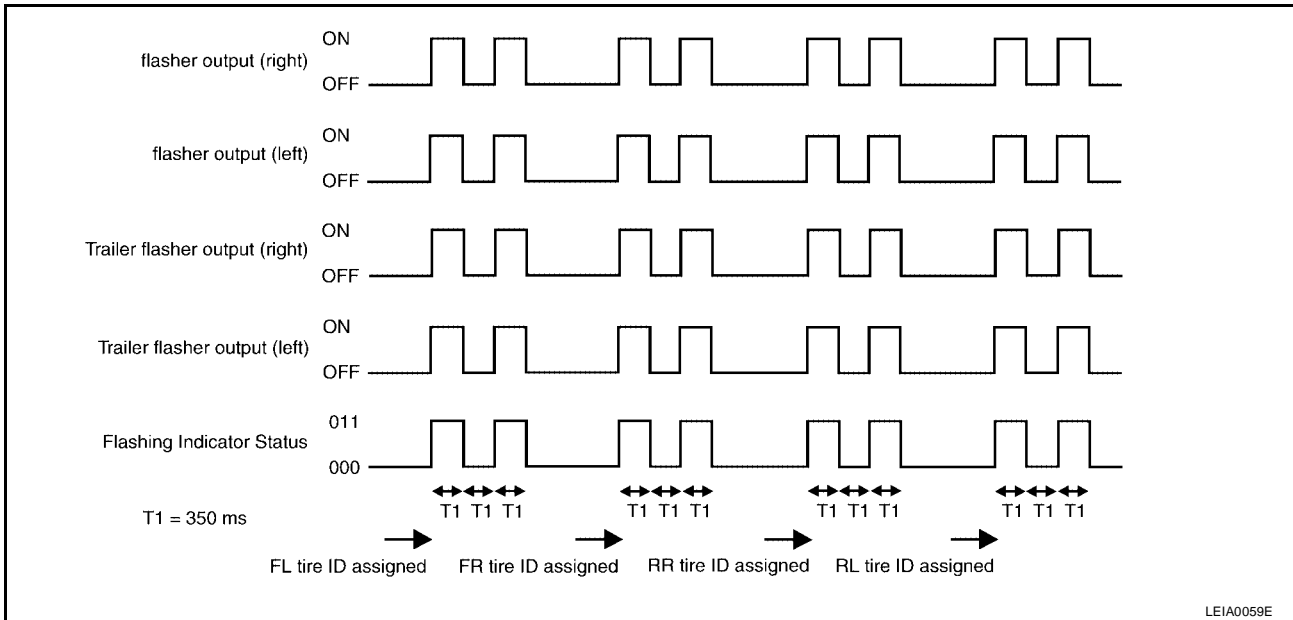 flasher output (right)
ON
OFF
flasher output (left)
ON
OFF
Trailer flasher output (right)
ON
OFF
Trailer flasher output (left)
ON
OFF
Flashing Indicator Status
011
000
T1 T1 T1 T1 T1 T1 T1 T1 T1 T1 T1 T1
T1 = 350 ms
FL tire ID assigned FR tire ID assigned RR tire ID assigned RL tire ID assigned
LEIA0059E